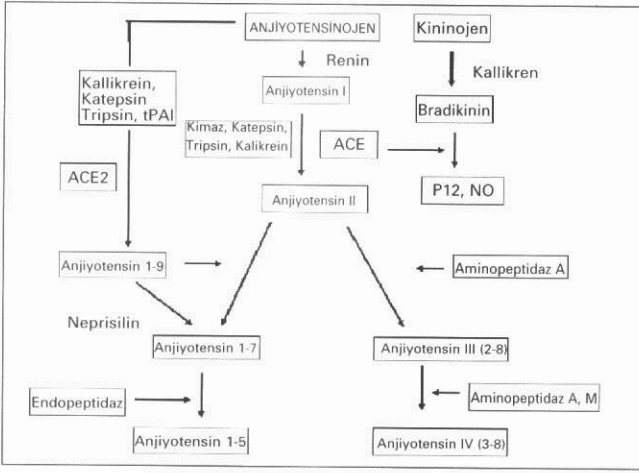 ANJİYOTENSİNOJEN
Kininojen
Renin
Kallikren
Kallikrein,
Katepsin
Tripsin, tPAI
Anjiyotensin I
Bradikinin
Kimaz, Katepsin,
Tripsin, Kalikrein
ACE
ACE2
P12, NO
Anjiyotensin II
Anjiyotensin 1-9
Aminopeptidaz A
Neprisilin
Anjiyotensin 1-7
Anjiyotensin III (2-8)
Endopeptidaz
Aminopeptidaz A, M
Anjiyotensin 1-5
Anjiyotensin IV (3-8)